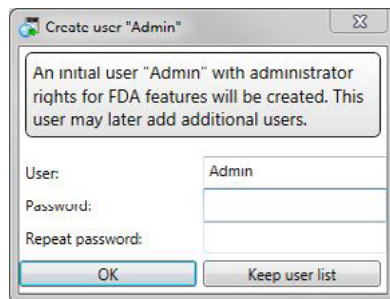 Create user "Admin"
An initial user "Admin" with administrator
rights for FDA features will be created. This
user may later add additional users.
User:
Admin
Password:
Repeat password:
OK
Keep user list